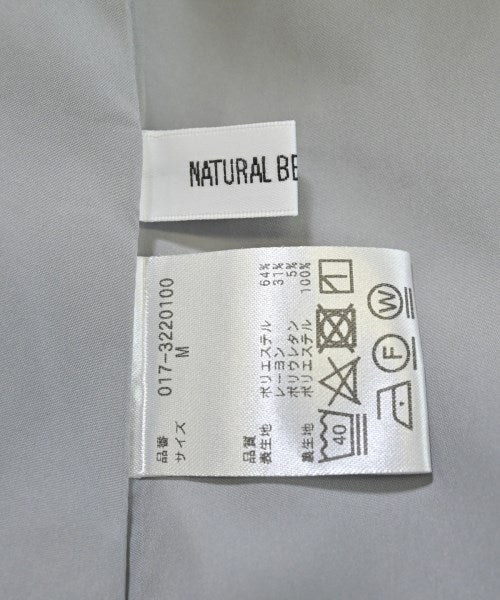 NATURAL BE
品番 017-3220100
サイズ M
品質
表生地 ポリエステル 64%
レーヨン 31%
ポリウレタン 5%
裏生地 ポリエステル 100%
40
F
W